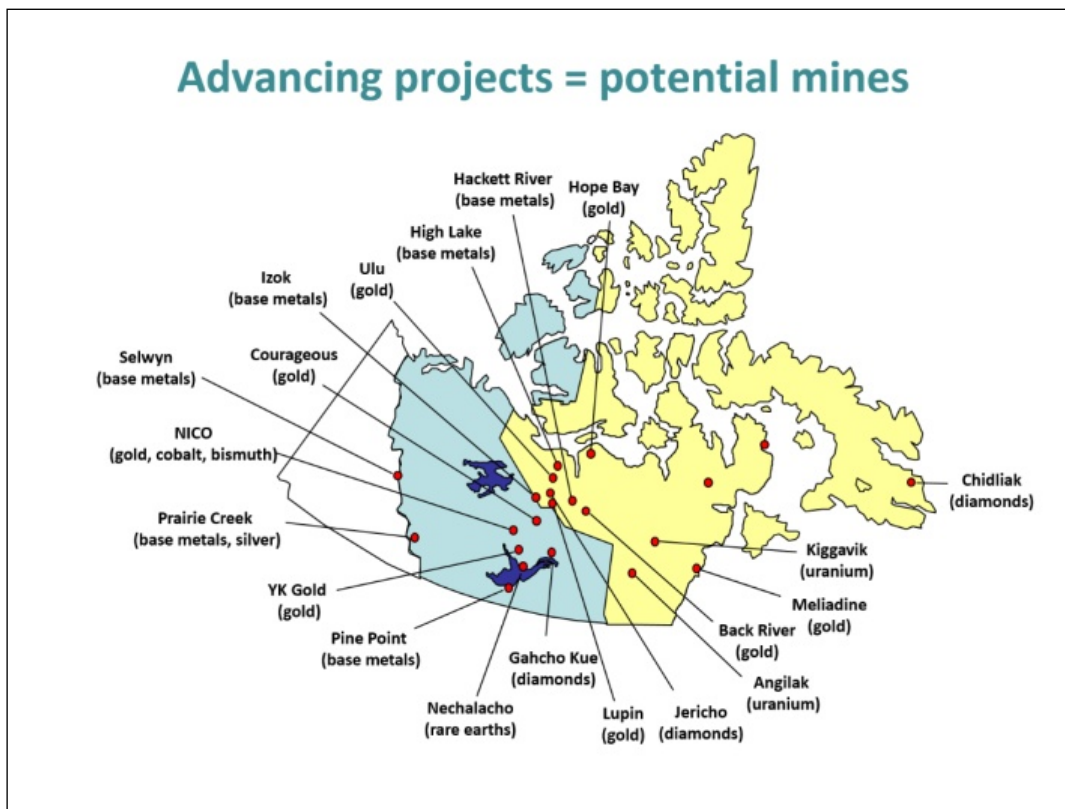 Advancing projects = potential mines
Hackett River
(base metals)
Hope Bay
(gold)
High Lake
(base metals)
Ulu
(gold)
Izok
(base metals)
Courageous
(gold)
Selwyn
(base metals)
NICO
(gold, cobalt, bismuth)
Prairie Creek
(base metals, silver)
YK Gold
(gold)
Pine Point
(base metals)
Nechalacho
(rare earths)
Gahcho Kue
(diamonds)
Lupin
(gold)
Jericho
(diamonds)
Angilak
(uranium)
Back River
(gold)
Meliadine
(gold)
Kiggavik
(uranium)
Chidliak
(diamonds)